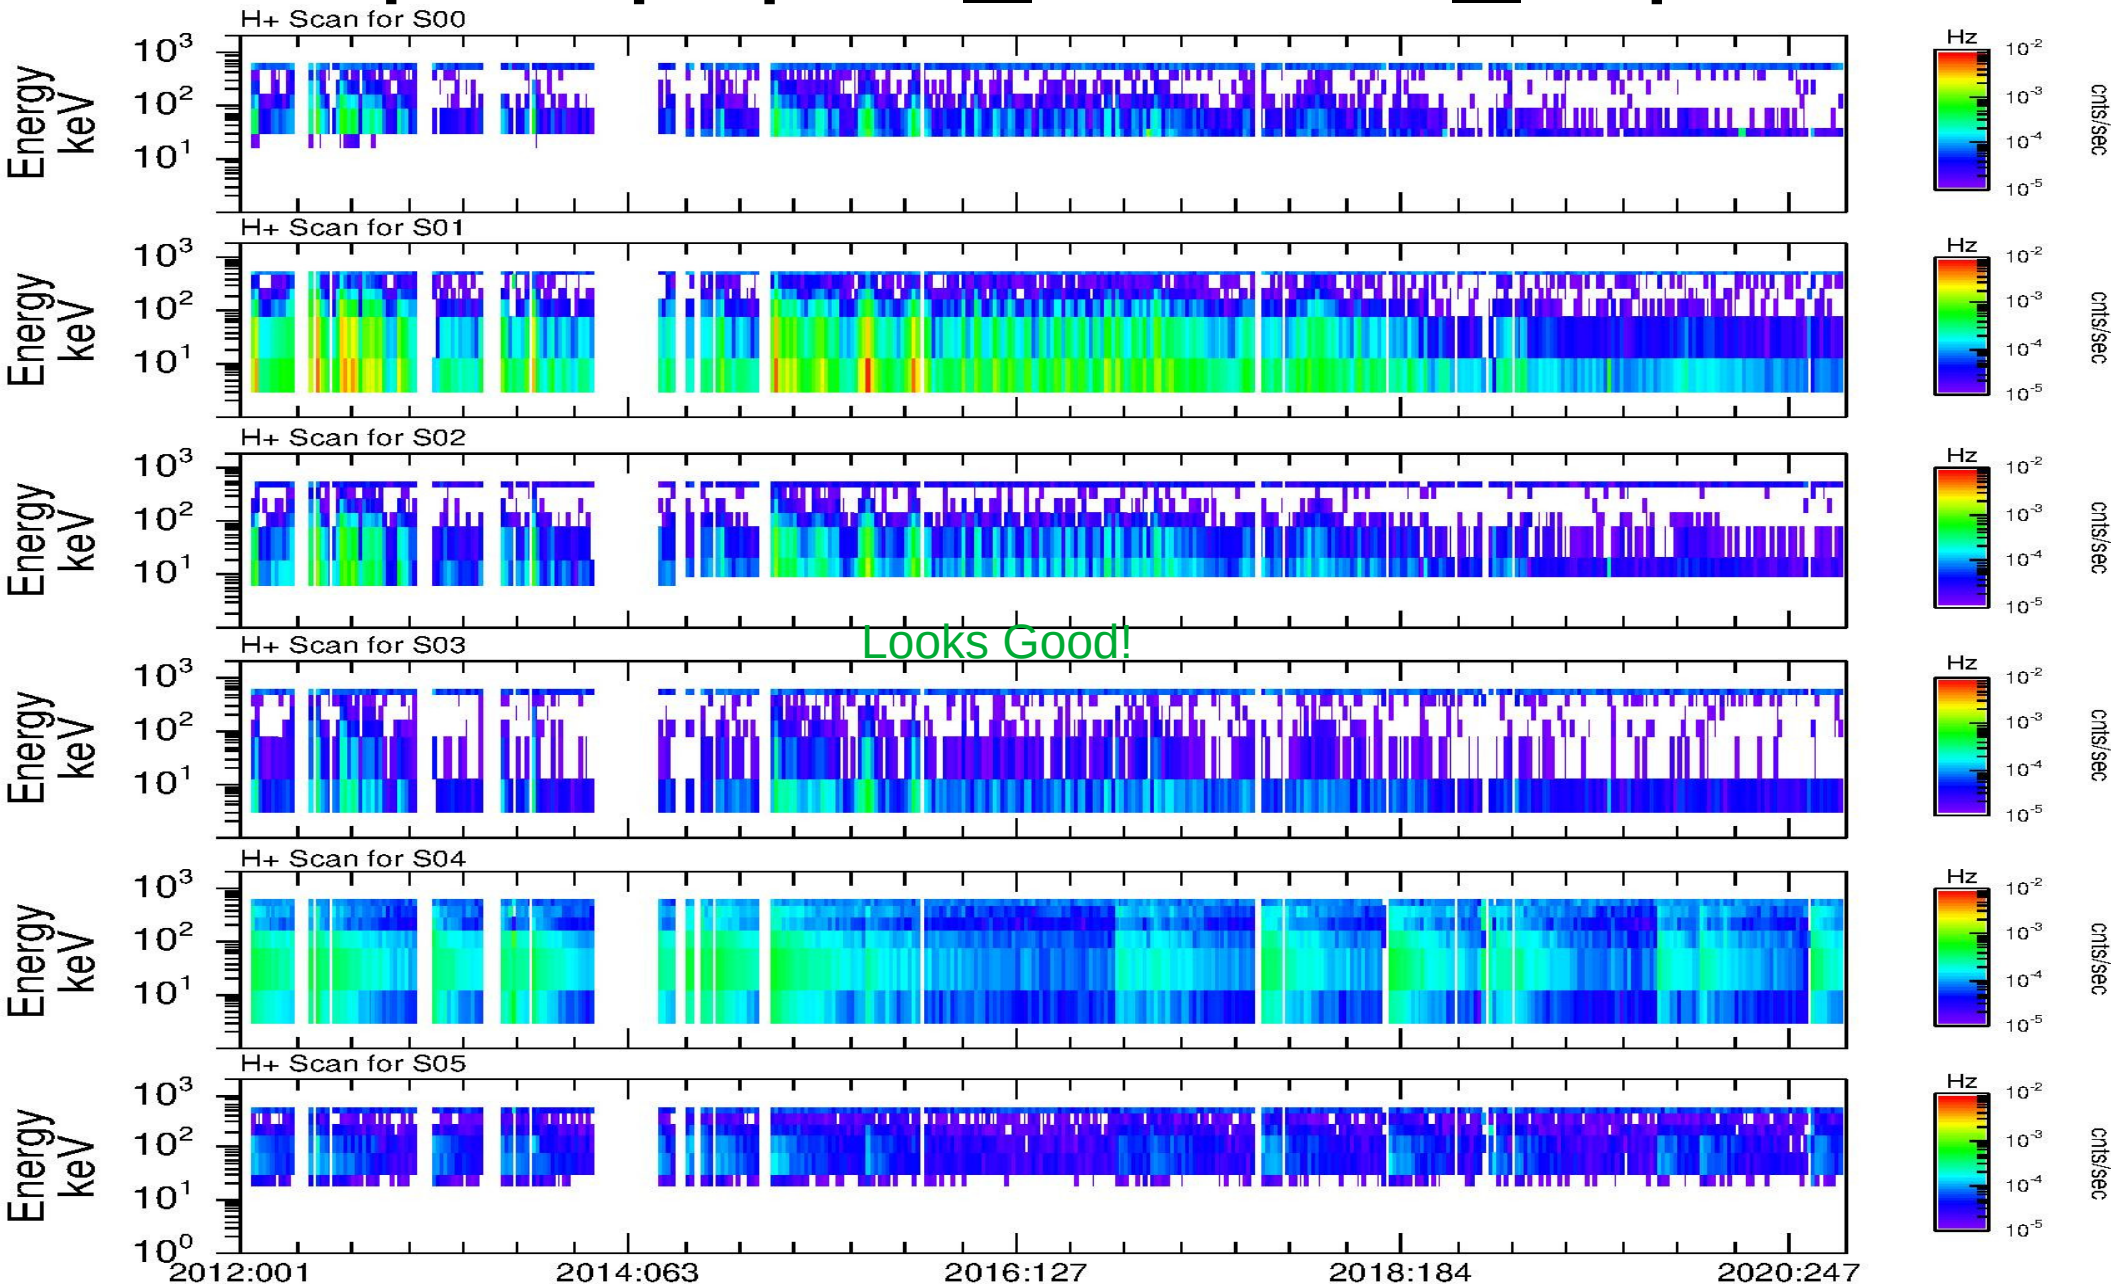 H+ Scan for S00
Hz
Energy
keV
10³
10²
10¹
10⁻²
10⁻³
10⁻⁴
10⁻⁵
cnts/sec
H+ Scan for S01
Hz
Energy
keV
10³
10²
10¹
10⁻²
10⁻³
10⁻⁴
10⁻⁵
cnts/sec
H+ Scan for S02
Hz
Energy
keV
10³
10²
10¹
10⁻²
10⁻³
10⁻⁴
10⁻⁵
cnts/sec
Looks Good!
H+ Scan for S03
Hz
Energy
keV
10³
10²
10¹
10⁻²
10⁻³
10⁻⁴
10⁻⁵
cnts/sec
H+ Scan for S04
Hz
Energy
keV
10³
10²
10¹
10⁻²
10⁻³
10⁻⁴
10⁻⁵
cnts/sec
H+ Scan for S05
Hz
Energy
keV
10³
10²
10¹
10⁰
10⁻²
10⁻³
10⁻⁴
10⁻⁵
cnts/sec
2012:001 2014:063 2016:127 2018:184 2020:247